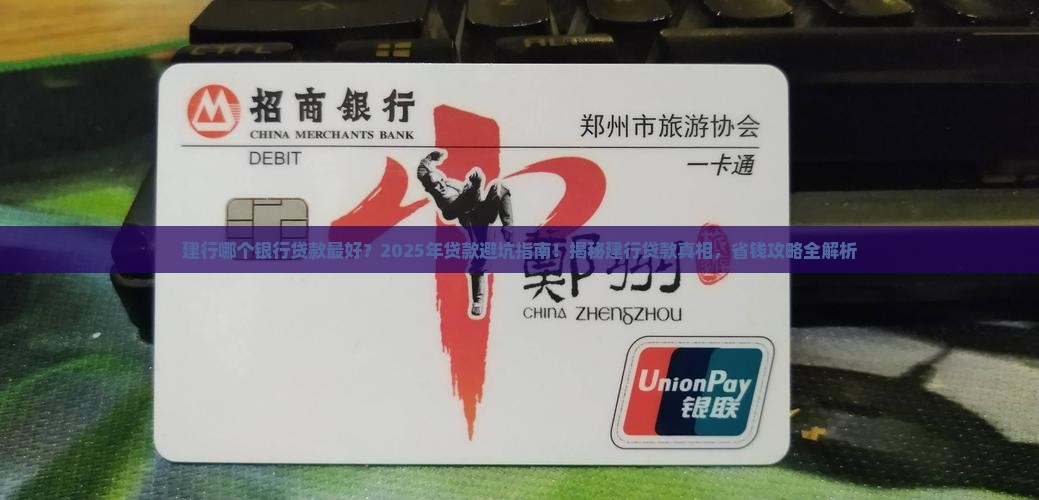 招商銀行
CHINA MERCHANTS BANK
DEBIT
郑州市旅游协会
一卡通
建行哪个银行贷款最好？2025年贷款避坑指南！揭秘建行贷款真相，省钱攻略全解析
鄭州
CHINA ZHENGZHOU
UnionPay
银联
CTRL
ALT